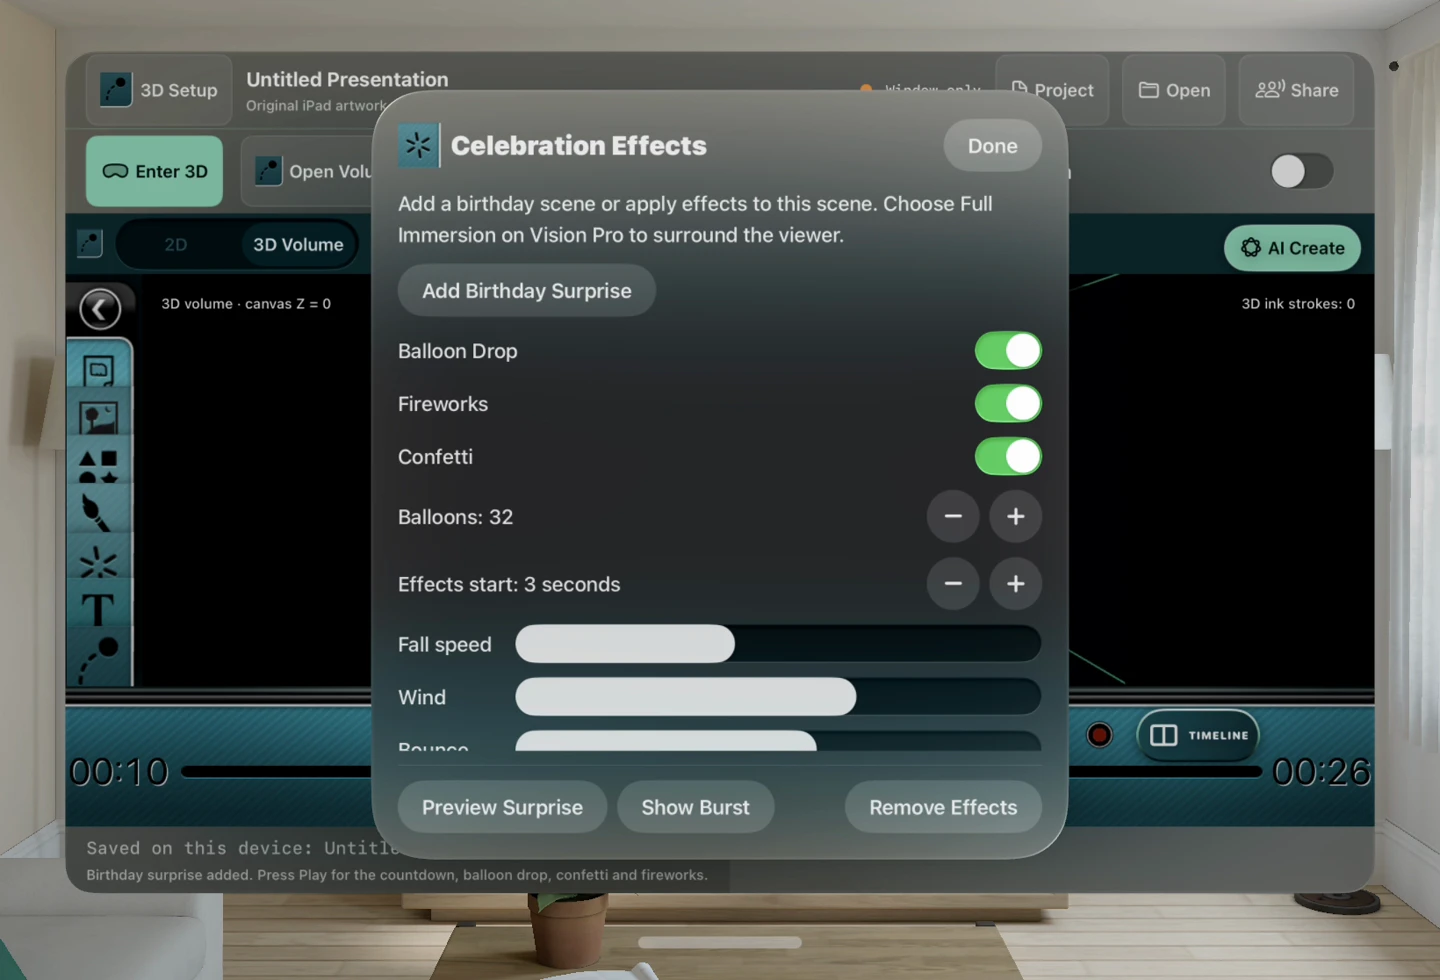 3D Setup
Untitled Presentation
Original iPad artwork
Window only
Project
Open
Share
Enter 3D
Open Volu
2D
3D Volume
AI Create
3D volume · canvas Z = 0
3D ink strokes: 0
Celebration Effects
Done
Add a birthday scene or apply effects to this scene. Choose Full
Immersion on Vision Pro to surround the viewer.
Add Birthday Surprise
Balloon Drop
Fireworks
Confetti
Balloons: 32
− +
Effects start: 3 seconds
− +
Fall speed
Wind
Bounce
T
TIMELINE
00:10
00:26
Preview Surprise
Show Burst
Remove Effects
Saved on this device: Untitle
Birthday surprise added. Press Play for the countdown, balloon drop, confetti and fireworks.